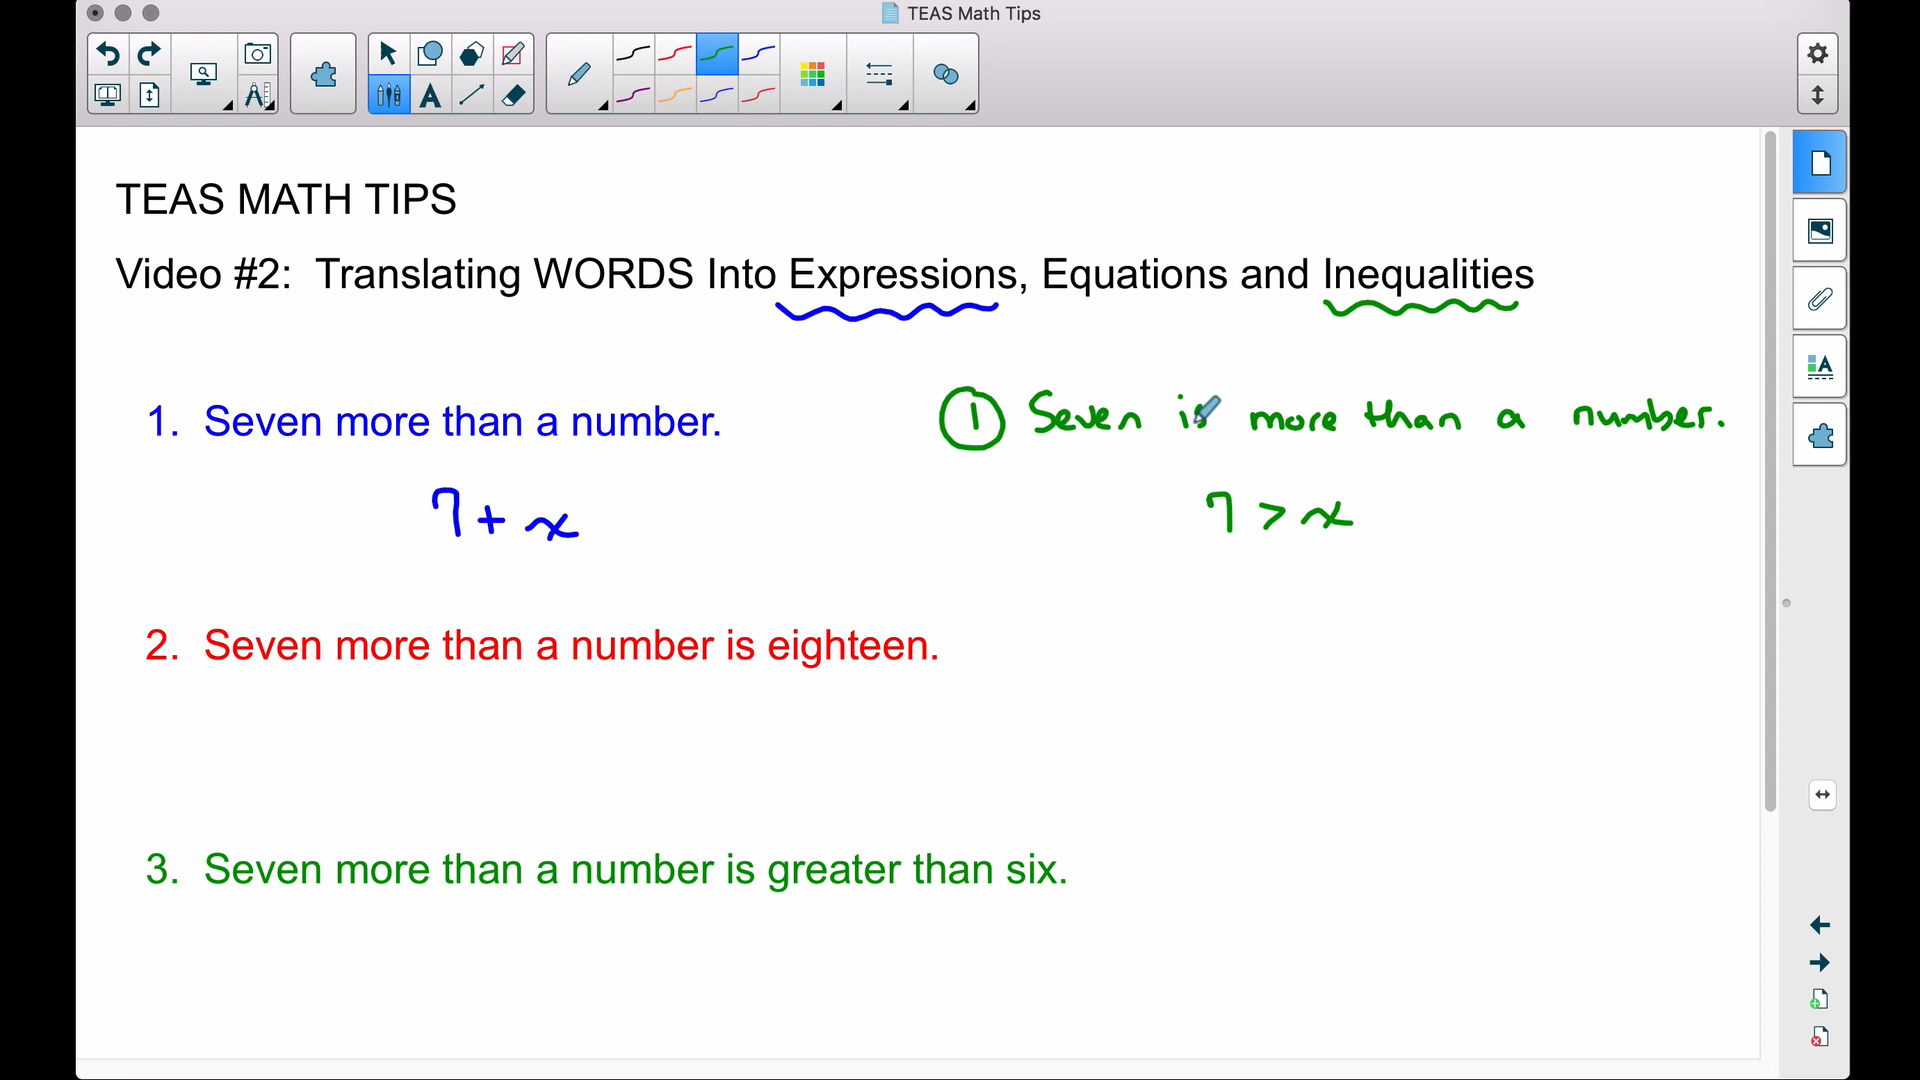 TEAS Math Tips
TEAS MATH TIPS
Video #2: Translating WORDS Into Expressions, Equations and Inequalities
1. Seven more than a number.
① Seven is more than a number.
7 + x
7 > x
2. Seven more than a number is eighteen.
3. Seven more than a number is greater than six.